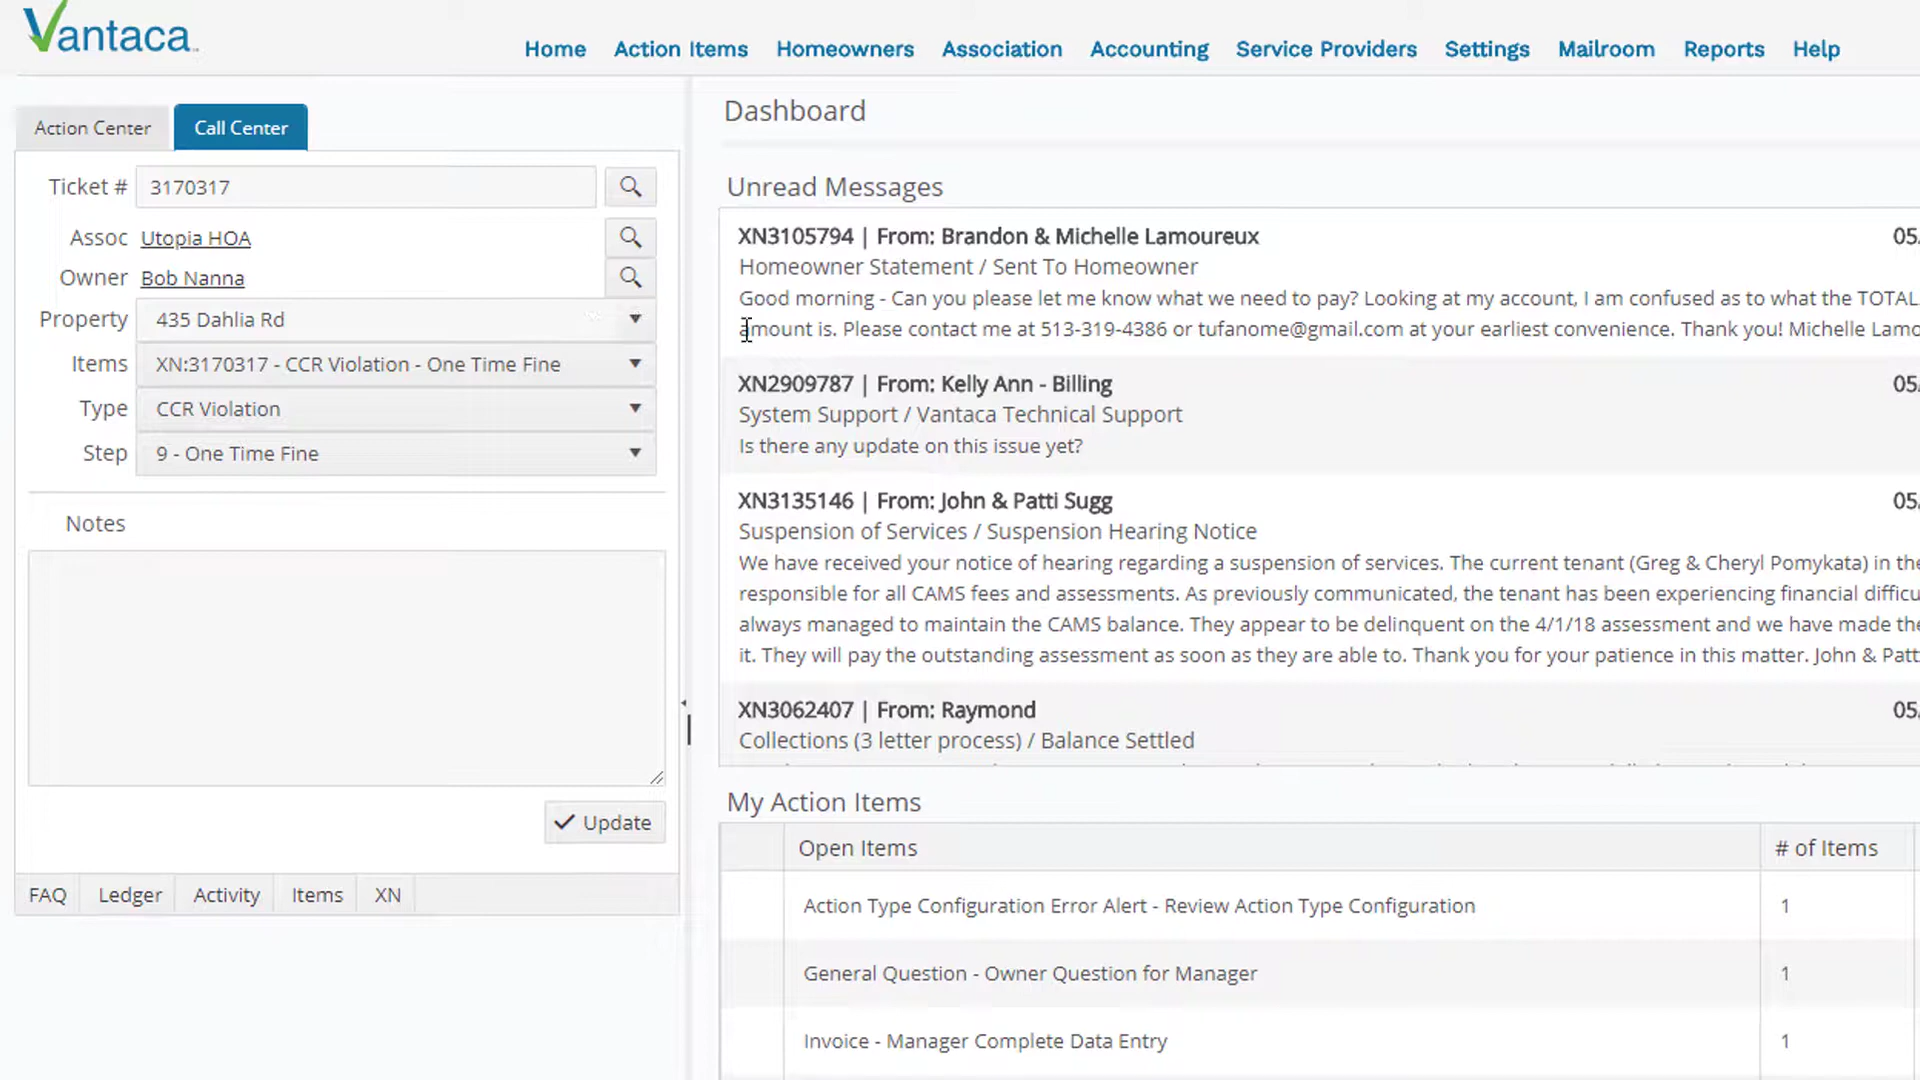 Vantaca
Home Action Items Homeowners Association Accounting Service Providers Settings Mailroom Reports Help
Action Center Call Center
Ticket # 3170317
Assoc Utopia HOA
Owner Bob Nanna
Property 435 Dahlia Rd
Items XN:3170317 - CCR Violation - One Time Fine
Type CCR Violation
Step 9 - One Time Fine
Notes
Update
FAQ Ledger Activity Items XN
Dashboard
Unread Messages
XN3105794 | From: Brandon & Michelle Lamoureux 05
Homeowner Statement / Sent To Homeowner
Good morning - Can you please let me know what we need to pay? Looking at my account, I am confused as to what the TOTAL
amount is. Please contact me at 513-319-4386 or tufanome@gmail.com at your earliest convenience. Thank you! Michelle Lamo
XN2909787 | From: Kelly Ann - Billing 05
System Support / Vantaca Technical Support
Is there any update on this issue yet?
XN3135146 | From: John & Patti Sugg 05
Suspension of Services / Suspension Hearing Notice
We have received your notice of hearing regarding a suspension of services. The current tenant (Greg & Cheryl Pomykata) in the
responsible for all CAMS fees and assessments. As previously communicated, the tenant has been experiencing financial difficu
always managed to maintain the CAMS balance. They appear to be delinquent on the 4/1/18 assessment and we have made the
it. They will pay the outstanding assessment as soon as they are able to. Thank you for your patience in this matter. John & Patt
XN3062407 | From: Raymond 05
Collections (3 letter process) / Balance Settled
My Action Items
Open Items # of Items
Action Type Configuration Error Alert - Review Action Type Configuration 1
General Question - Owner Question for Manager 1
Invoice - Manager Complete Data Entry 1